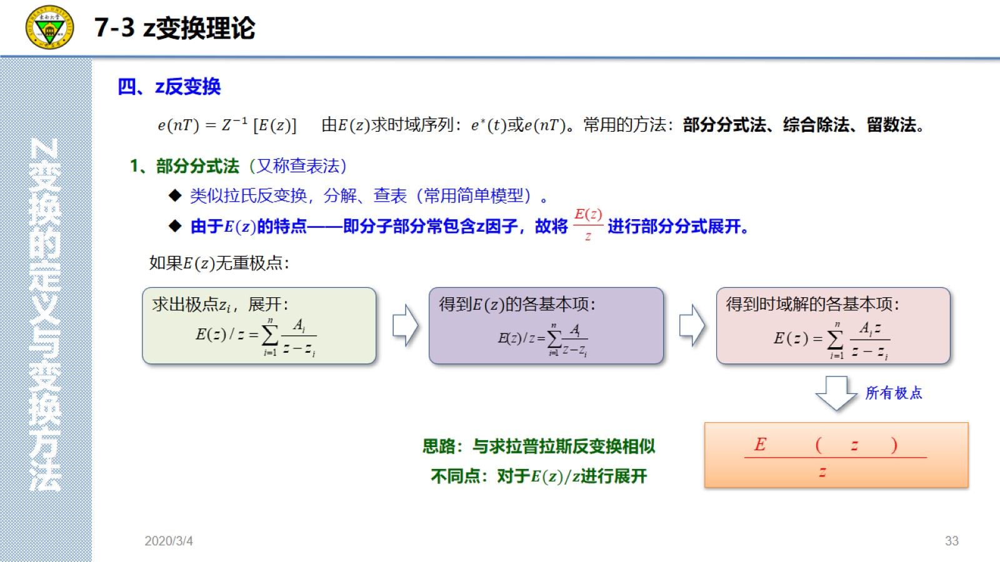 7-3 z变换理论
Z变换的定义与变换方法
四、z反变换
e(nT) = Z⁻¹ [E(z)] 由E(z)求时域序列：e*(t)或e(nT)。常用的方法：部分分式法、综合除法、留数法。
1、部分分式法（又称查表法）
◆ 类似拉氏反变换，分解、查表（常用简单模型）。
◆ 由于E(z)的特点——即分子部分常包含z因子，故将 E(z)/z 进行部分分式展开。
如果E(z)无重极点：
求出极点zᵢ，展开：
E(z) / z = ∑_{i=1}^{n} A_i / (z − z_i)
得到E(z)的各基本项：
E(z) / z = ∑_{i=1}^{n} A_i / (z − z_i)
得到时域解的各基本项：
E(z) = ∑_{i=1}^{n} A_i z / (z − z_i)
所有极点
E ( z )
z
思路：与求拉普拉斯反变换相似
不同点：对于E(z)/z进行展开
2020/3/4
33